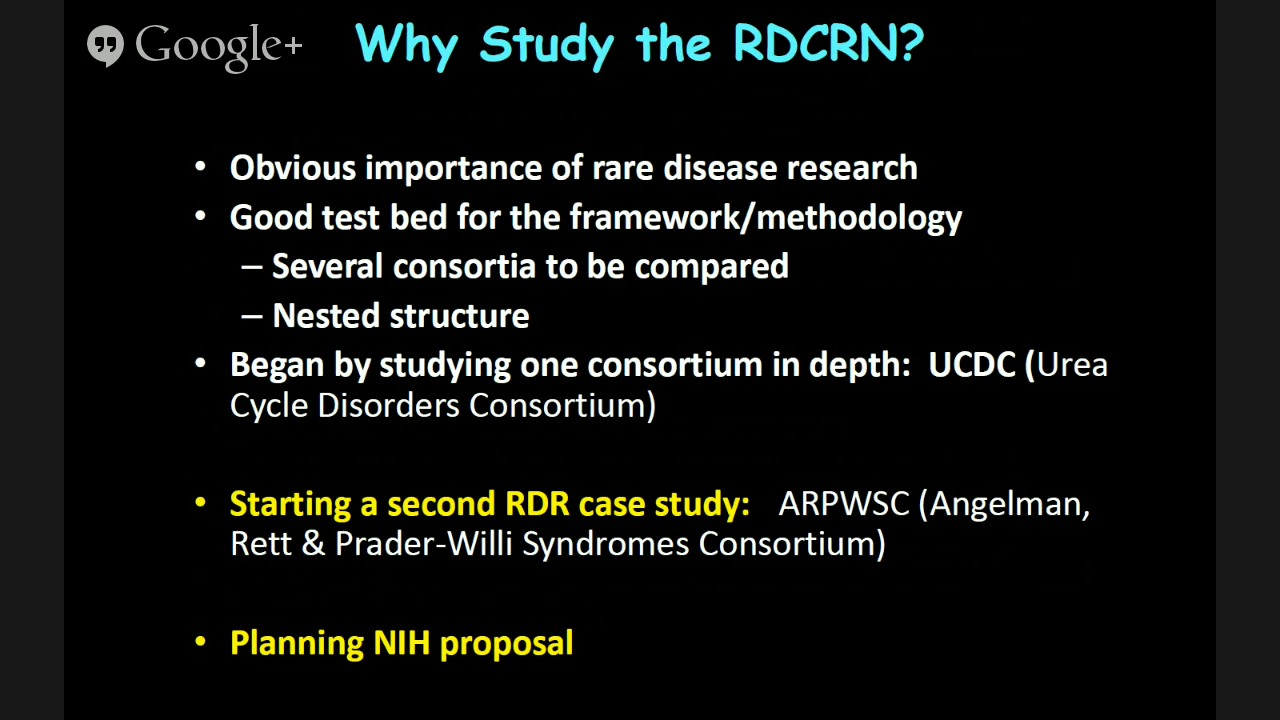 Google+
Why Study the RDCRN?
• Obvious importance of rare disease research
• Good test bed for the framework/methodology
– Several consortia to be compared
– Nested structure
• Began by studying one consortium in depth: UCDC (Urea
Cycle Disorders Consortium)
• Starting a second RDR case study: ARPWSC (Angelman,
Rett & Prader-Willi Syndromes Consortium)
• Planning NIH proposal